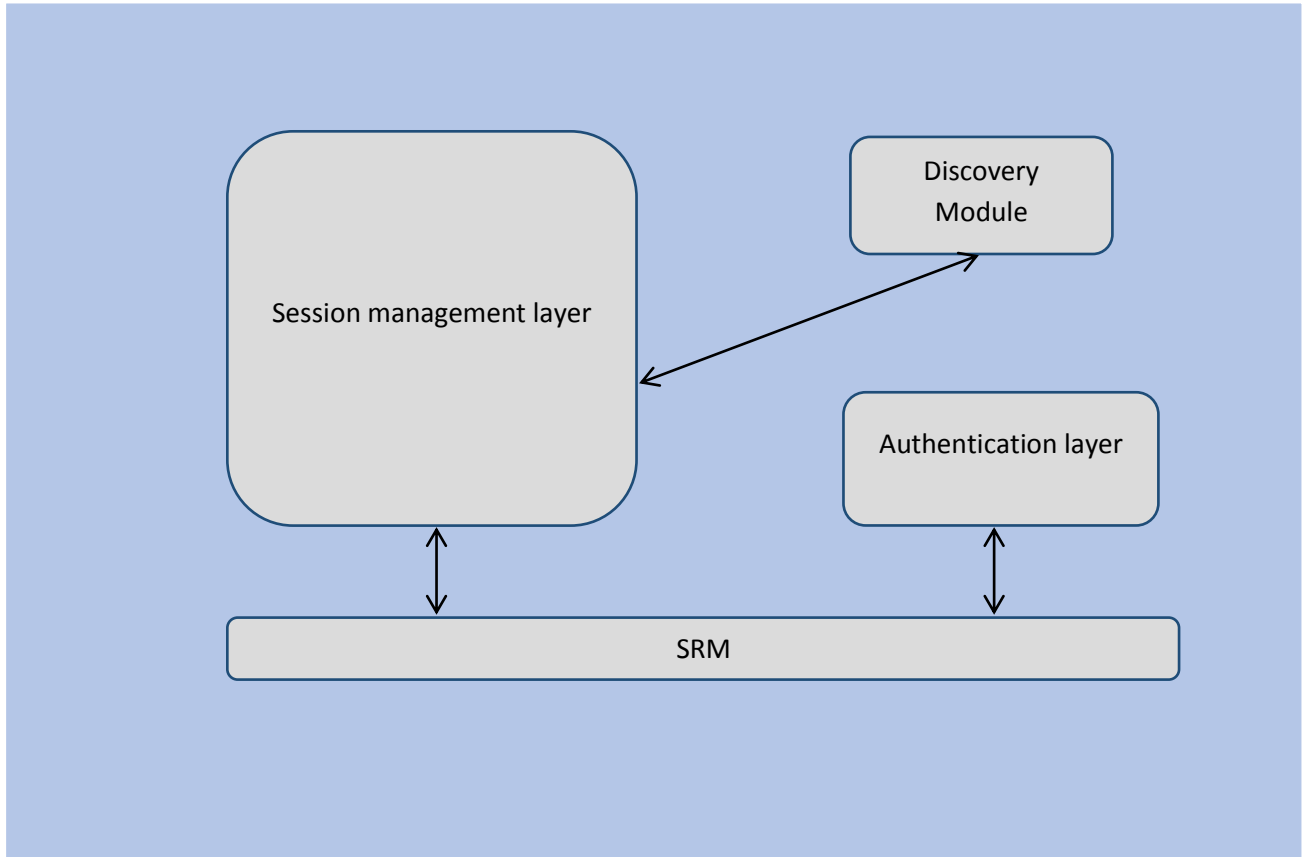 Discovery
Module
Session management layer
Authentication layer
SRM